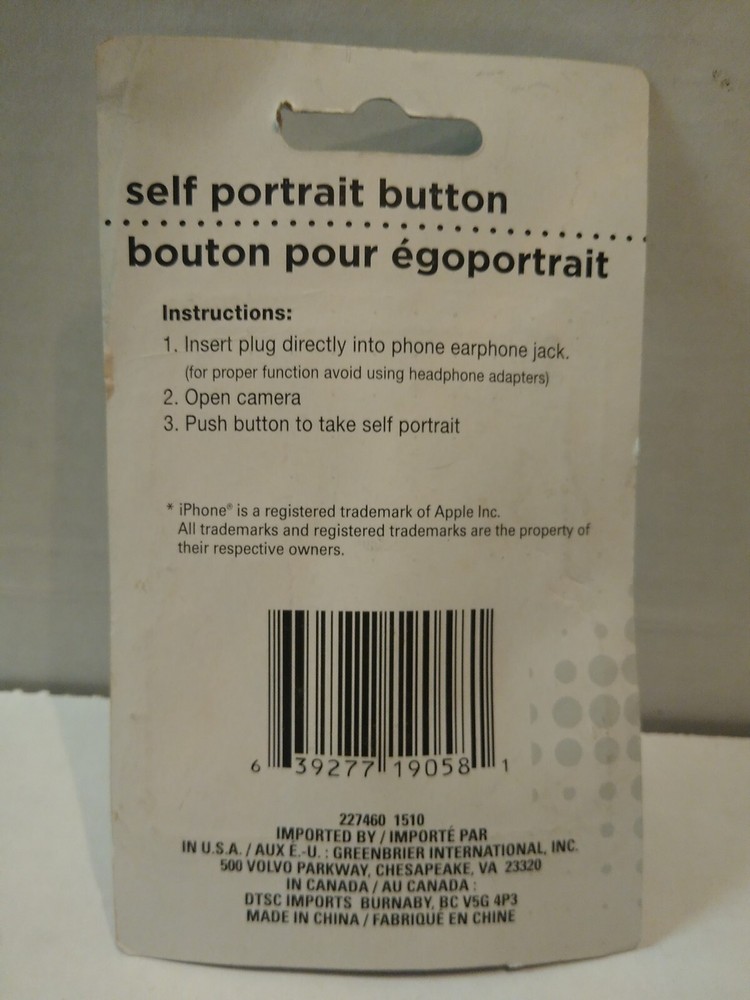 self portrait button
bouton pour égoportrait
Instructions:
1. Insert plug directly into phone earphone jack.
(for proper function avoid using headphone adapters)
2. Open camera
3. Push button to take self portrait
* iPhone® is a registered trademark of Apple Inc.
All trademarks and registered trademarks are the property of
their respective owners.
6 39277 19058 1
227460 1510
IMPORTED BY / IMPORTÉ PAR
IN U.S.A. / AUX É.-U. : GREENBRIER INTERNATIONAL, INC.
500 VOLVO PARKWAY, CHESAPEAKE, VA 23320
IN CANADA / AU CANADA :
DTSC IMPORTS BURNABY, BC V5G 4P3
MADE IN CHINA / FABRIQUÉ EN CHINE